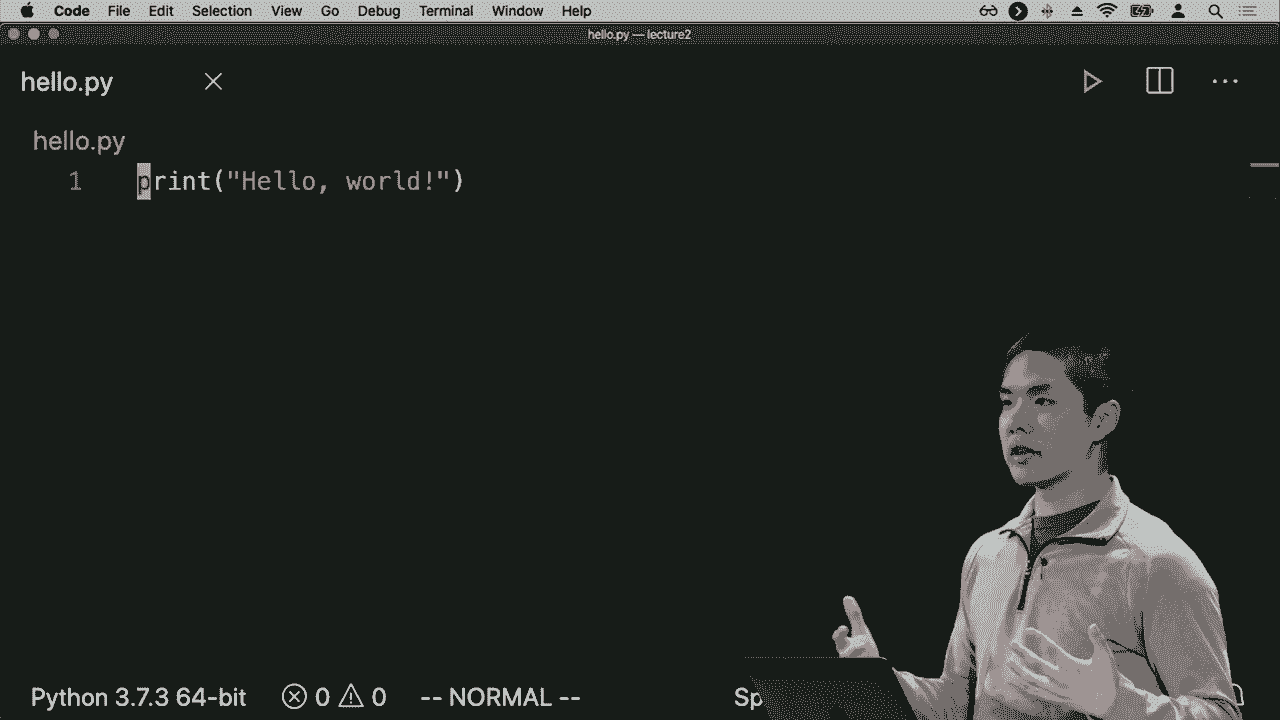 Code File Edit Selection View Go Debug Terminal Window Help
hello.py — lecture2
hello.py
hello.py
1 print("Hello, world!")
Python 3.7.3 64-bit 0 0 -- NORMAL -- Sp